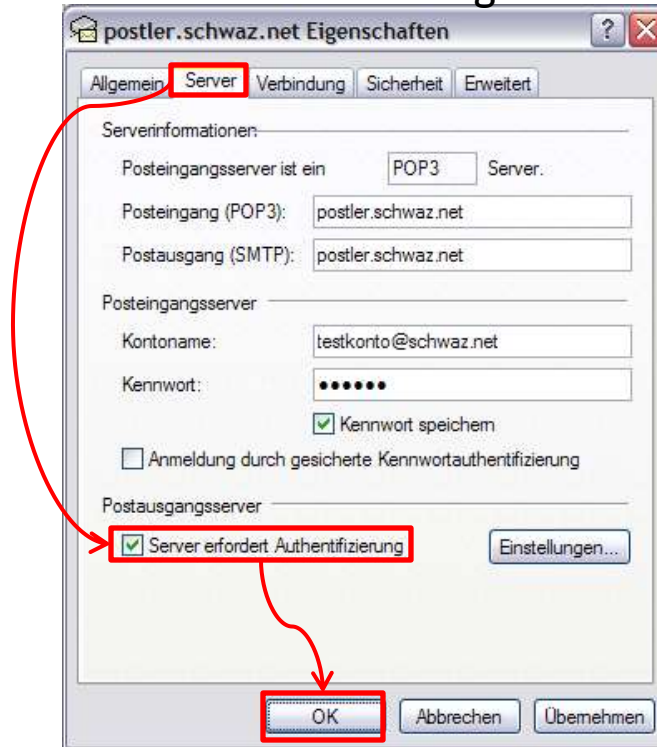 postler.schwaz.net Eigenschaften
Allgemein Server Verbindung Sicherheit Erweitert
Serverinformationen:
Posteingangsserver ist ein POP3 Server.
Posteingang (POP3): postler.schwaz.net
Postausgang (SMTP): postler.schwaz.net
Posteingangsserver
Kontoname: testkonto@schwaz.net
Kennwort: ●●●●●●
Kennwort speichern
Anmeldung durch gesicherte Kennwortauthentifizierung
Postausgangsserver
Server erfordert Authentifizierung Einstellungen...
OK Abbrechen Übernehmen